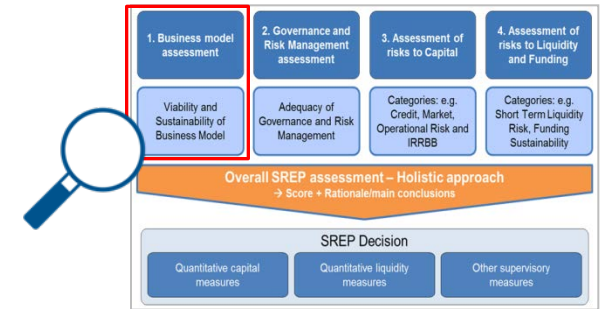 1. Business model
assessment
2. Governance and
Risk Management
assessment
3. Assessment of
risks to Capital
4. Assessment of
risks to Liquidity
and Funding
Viability and
Sustainability of
Business Model
Adequacy of
Governance and Risk
Management
Categories: e.g.
Credit, Market,
Operational Risk and
IRRBB
Categories: e.g.
Short Term Liquidity
Risk, Funding
Sustainability
Overall SREP assessment – Holistic approach
→ Score + Rationale/main conclusions
SREP Decision
Quantitative capital
measures
Quantitative liquidity
measures
Other supervisory
measures